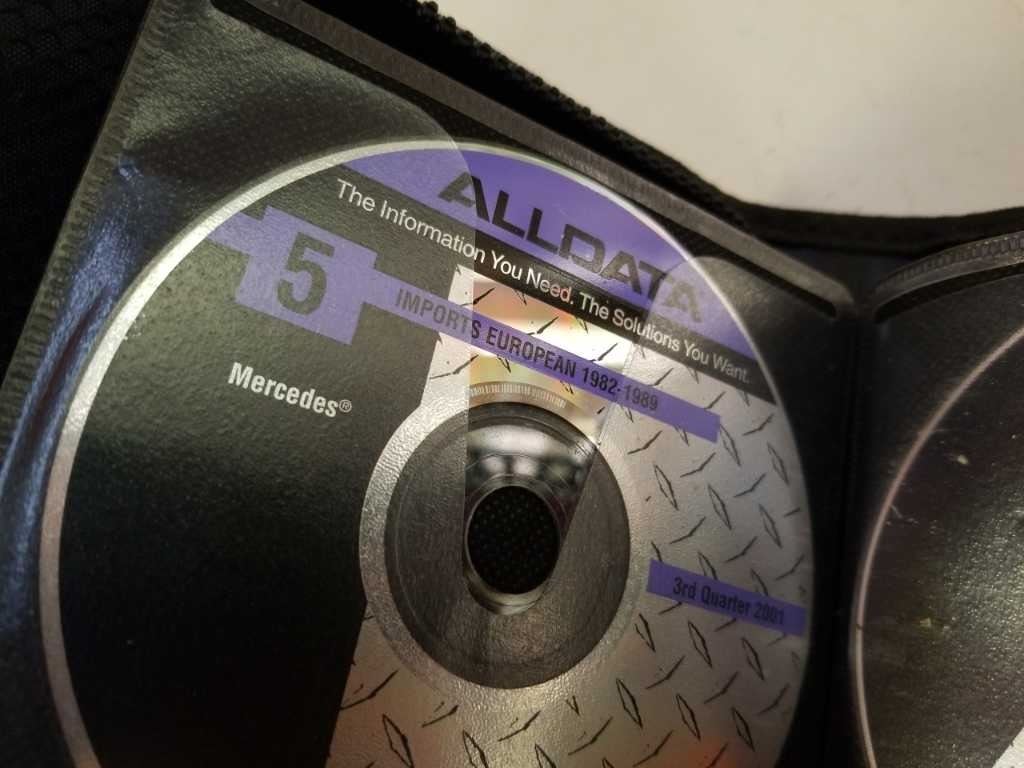 ALLDATA
The Information You Need. The Solutions You Want.
5
IMPORTS EUROPEAN 1982-1989
Mercedes®
3rd Quarter 2001